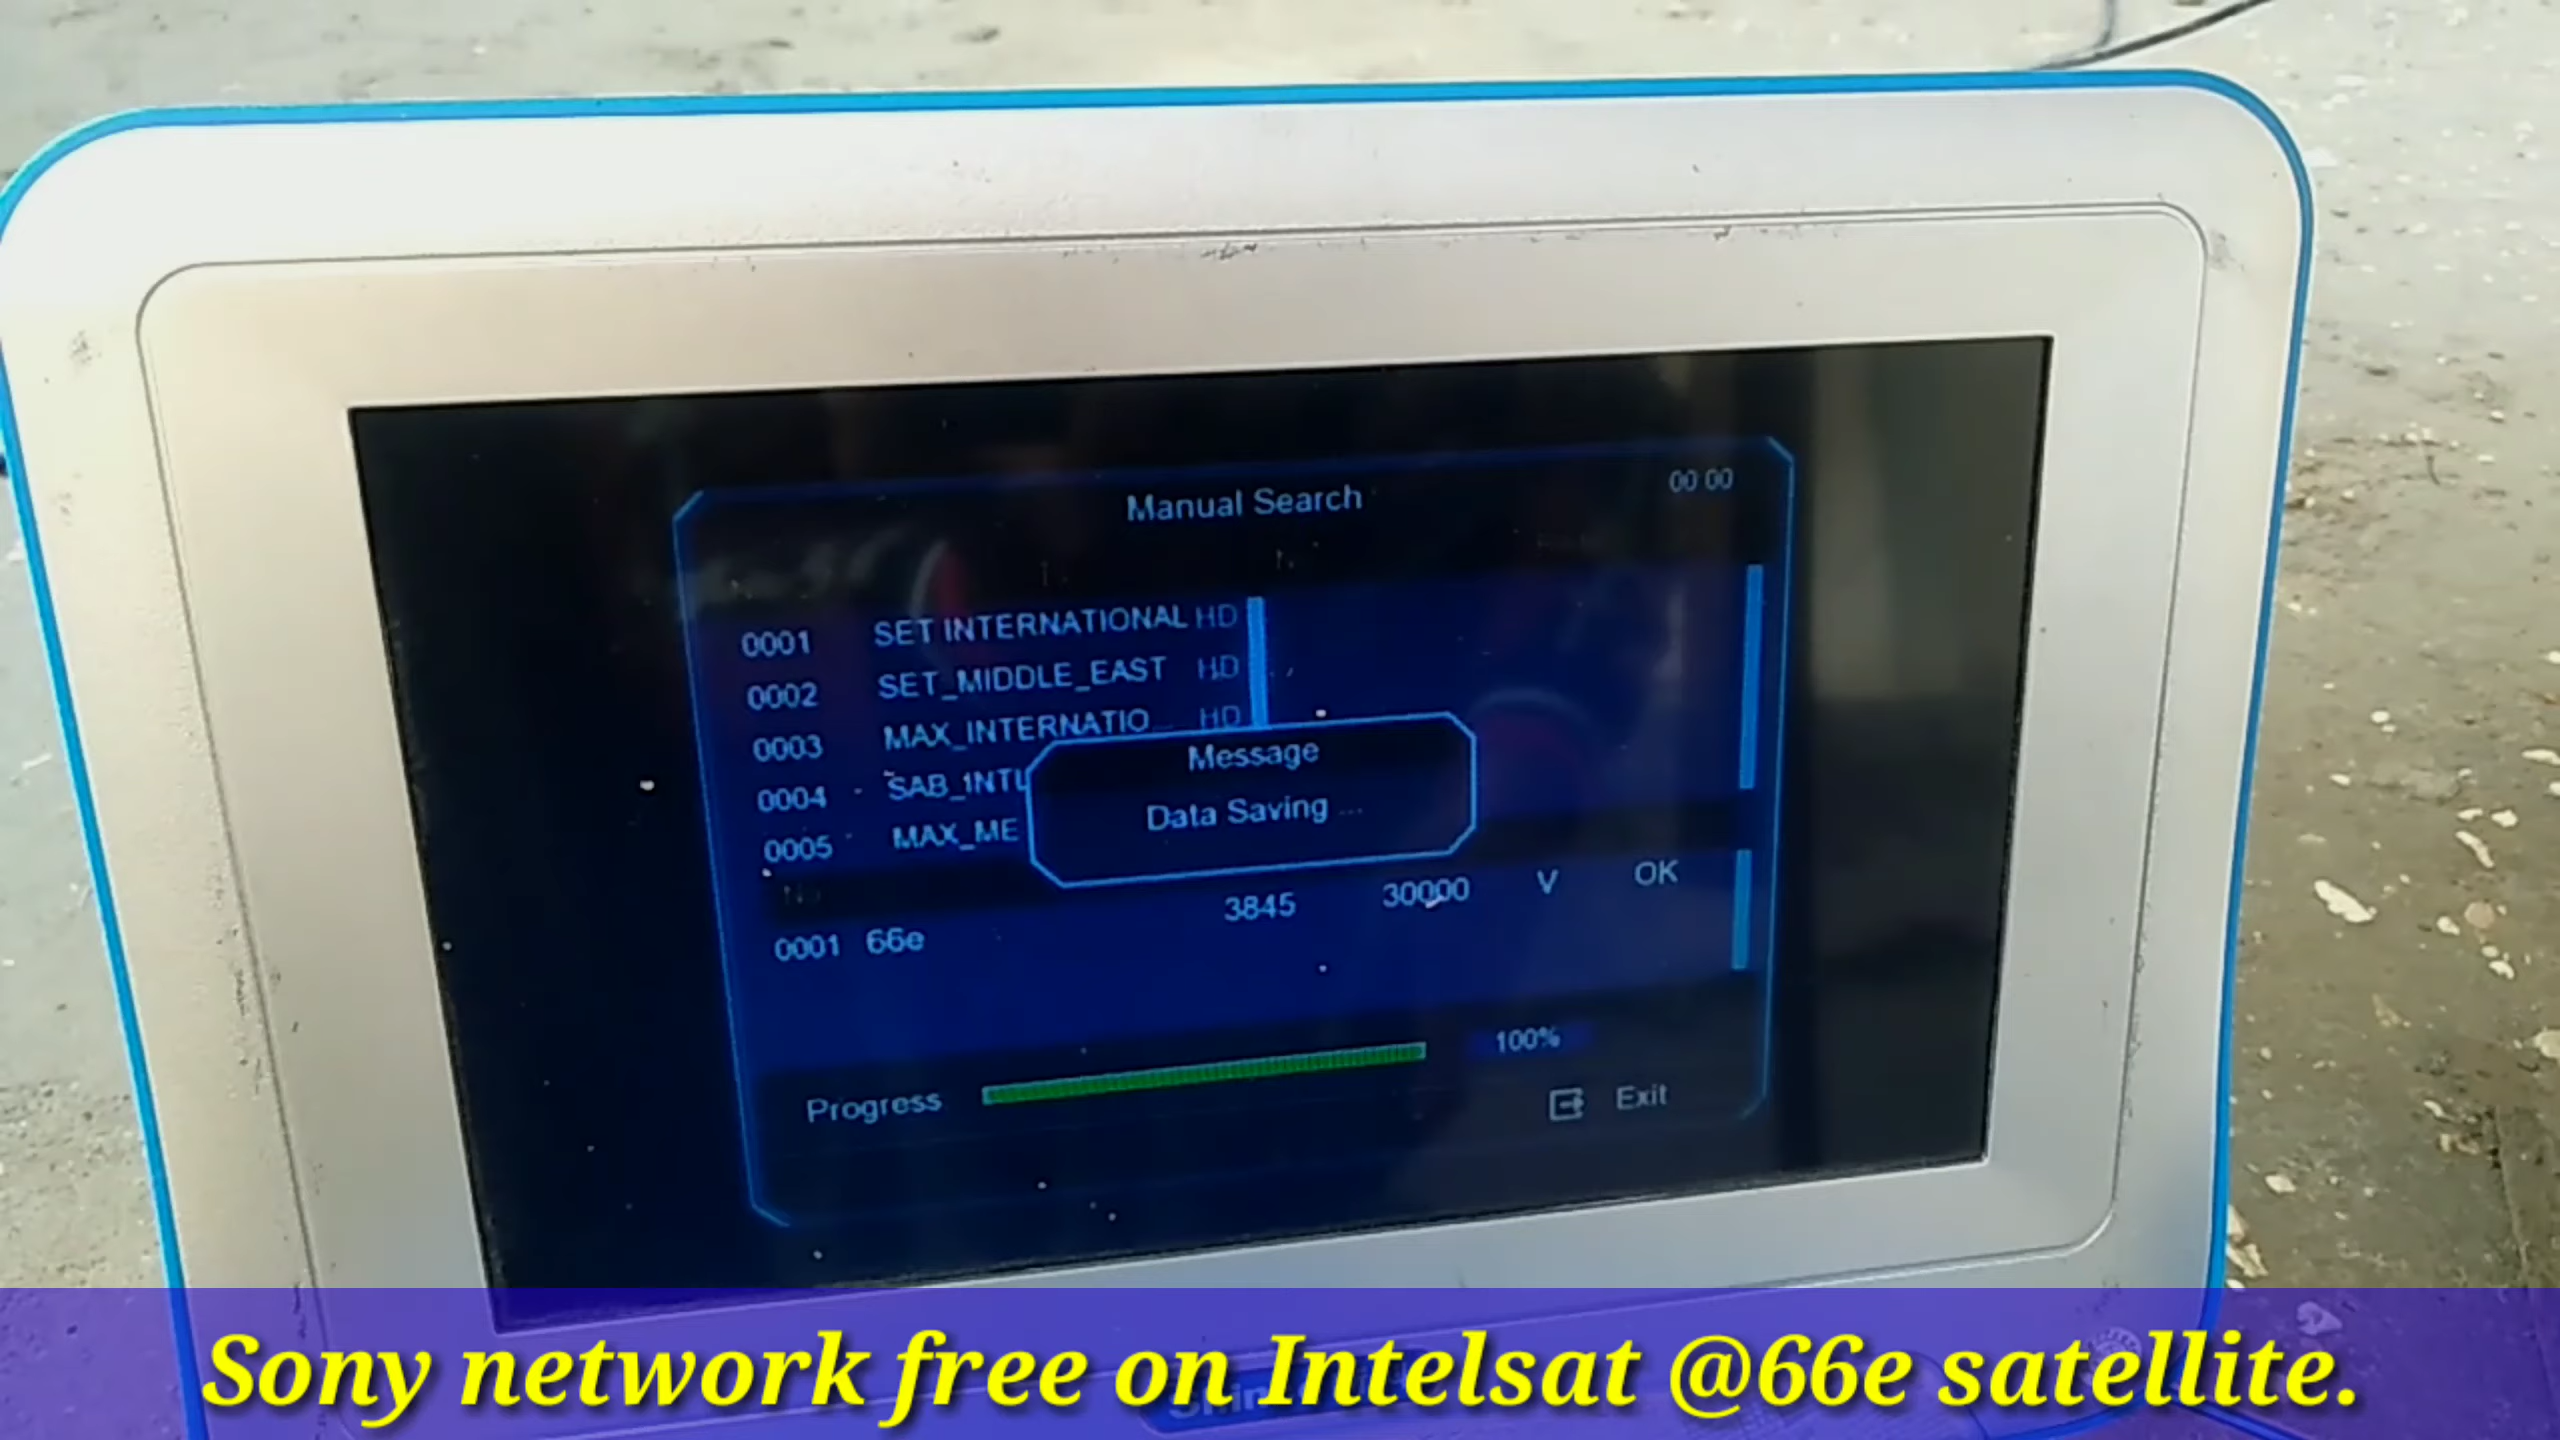 Manual Search
00 00
0001 SET INTERNATIONAL HD
0002 SET_MIDDLE_EAST HD
0003 MAX_INTERNATIO... HD
0004 SAB_INTL
0005 MAX_ME
Message
Data Saving ...
0001 66e 3845 30000 V OK
Progress 100%
Exit
Sony network free on Intelsat @66e satellite.